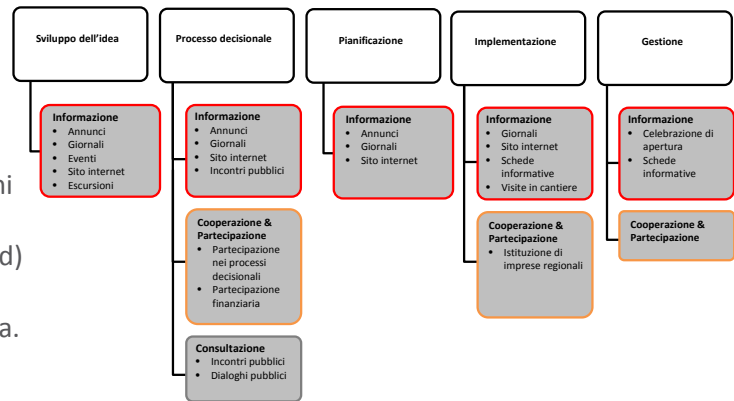 Sviluppo dell'idea
Informazione
• Annunci
• Giornali
• Eventi
• Sito internet
• Escursioni
Processo decisionale
Informazione
• Annunci
• Giornali
• Sito internet
• Incontri pubblici
Cooperazione &
Partecipazione
• Partecipazione
nei processi
decisionali
• Partecipazione
finanziaria
Consultazione
• Incontri pubblici
• Dialoghi pubblici
Pianificazione
Informazione
• Annunci
• Giornali
• Sito internet
Implementazione
Informazione
• Giornali
• Sito internet
• Schede
informative
• Visite in cantiere
Cooperazione &
Partecipazione
• Istituzione di
imprese regionali
Gestione
Informazione
• Celebrazione di
apertura
• Schede
informative
Cooperazione &
Partecipazione
ni
d)
a.